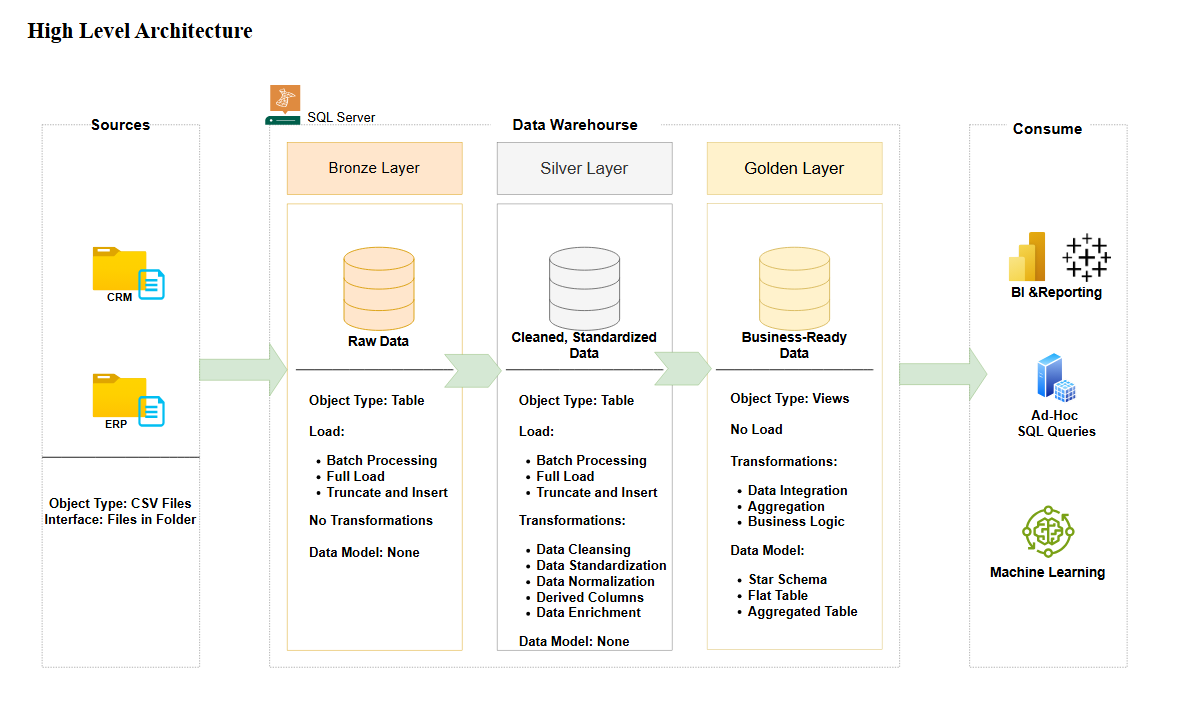 High Level Architecture
Sources
CRM
ERP
Object Type: CSV Files
Interface: Files in Folder
SQL Server
Data Warehourse
Bronze Layer
Raw Data
Object Type: Table
Load:
• Batch Processing
• Full Load
• Truncate and Insert
No Transformations
Data Model: None
Silver Layer
Cleaned, Standardized
Data
Object Type: Table
Load:
• Batch Processing
• Full Load
• Truncate and Insert
Transformations:
• Data Cleansing
• Data Standardization
• Data Normalization
• Derived Columns
• Data Enrichment
Data Model: None
Golden Layer
Business-Ready
Data
Object Type: Views
No Load
Transformations:
• Data Integration
• Aggregation
• Business Logic
Data Model:
• Star Schema
• Flat Table
• Aggregated Table
Consume
BI &Reporting
Ad-Hoc
SQL Queries
Machine Learning